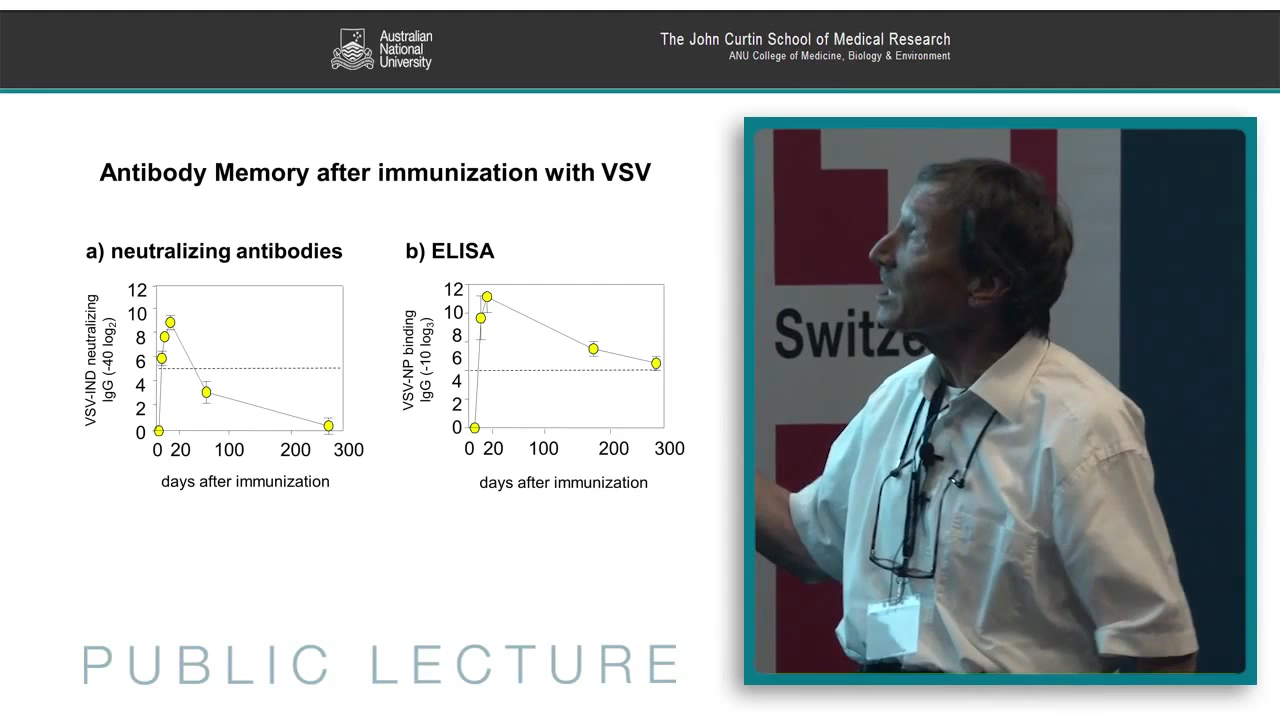 Australian
National
University
The John Curtin School of Medical Research
ANU College of Medicine, Biology & Environment
Antibody Memory after immunization with VSV
a) neutralizing antibodies
VSV-IND neutralizing
IgG (-40 log2)
12
10
8
6
4
2
0
0 20 100 200 300
days after immunization
b) ELISA
VSV-NP binding
IgG (-10 log3)
12
10
8
6
4
2
0
0 20 100 200 300
days after immunization
PUBLIC LECTURE